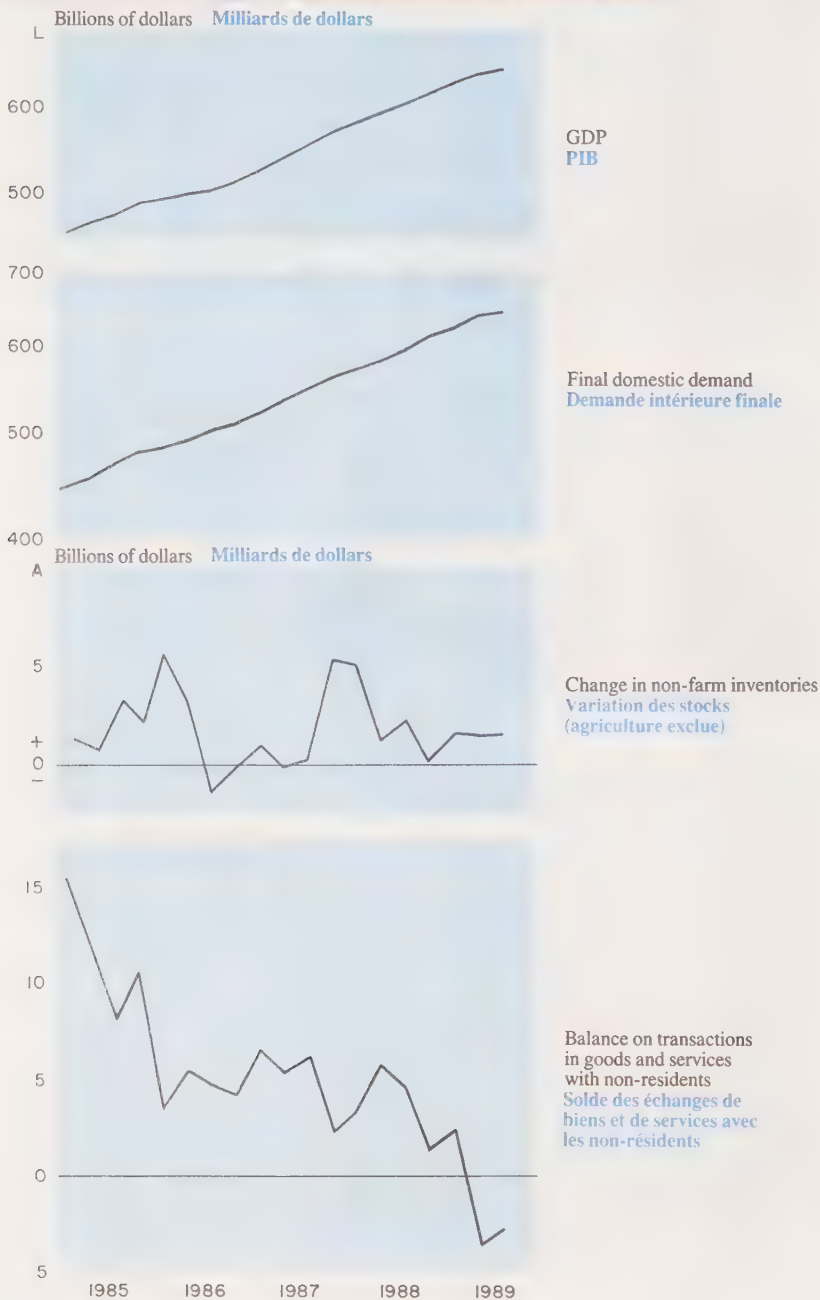 Billions of dollars Milliards de dollars
L
600
500
GDP
PIB
700
600
500
400
Final domestic demand
Demande intérieure finale
Billions of dollars Milliards de dollars
A
5
+
0
−
Change in non-farm inventories
Variation des stocks
(agriculture exclue)
15
10
5
0
5
Balance on transactions
in goods and services
with non-residents
Solde des échanges de
biens et de services avec
les non-résidents
1985 1986 1987 1988 1989